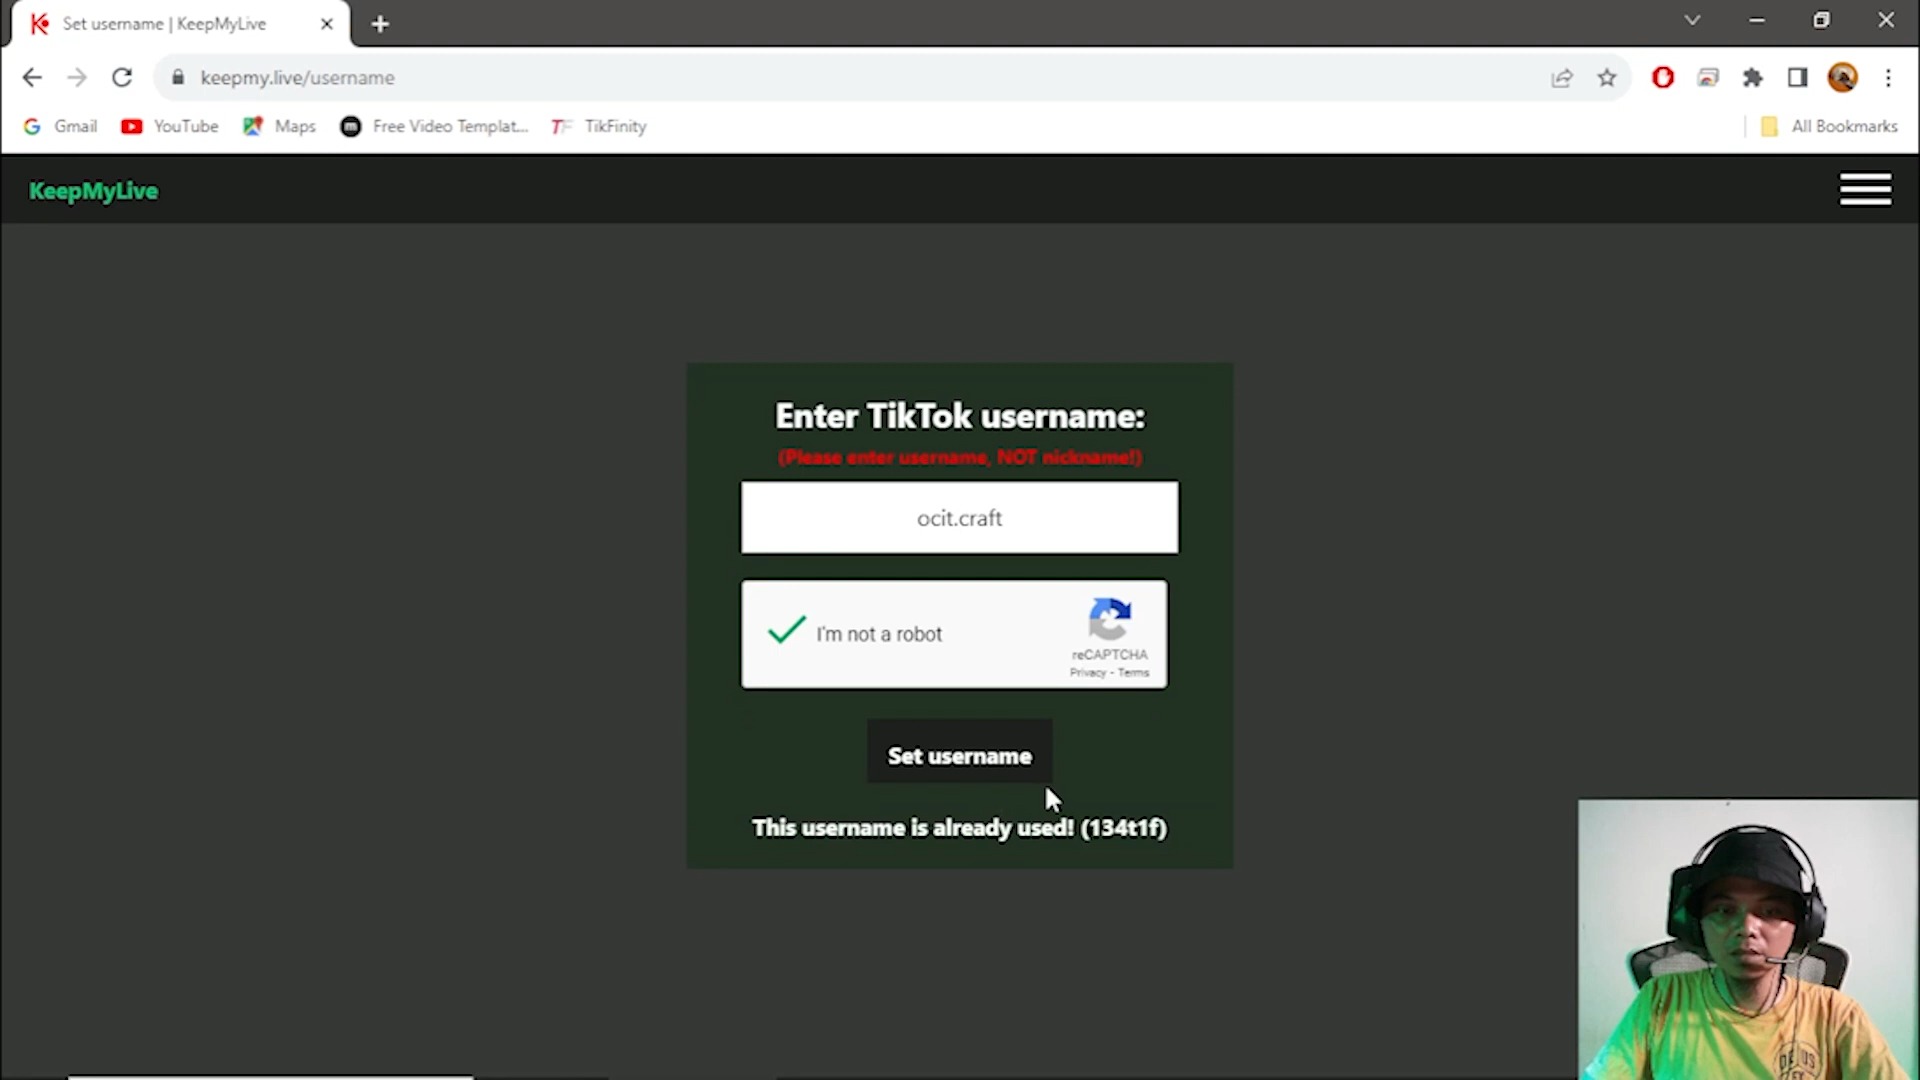 Set username | KeepMyLive
keepmy.live/username
Gmail
YouTube
Maps
Free Video Templat...
TF TikFinity
All Bookmarks
KeepMyLive
Enter TikTok username:
(Please enter username, NOT nickname!)
ocit.craft
I'm not a robot
reCAPTCHA
Privacy - Terms
Set username
This username is already used! (134t1f)